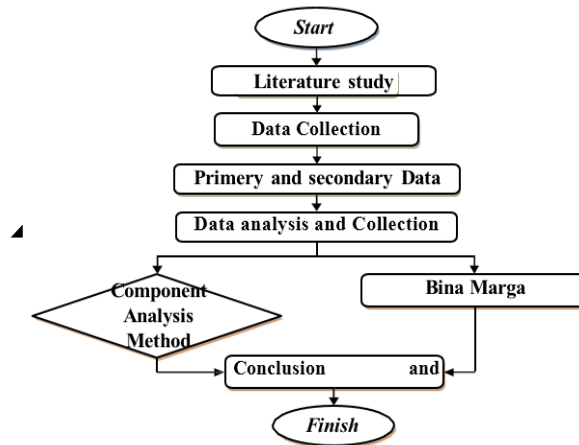 Start
Literature study
Data Collection
Primery and secondary Data
Data analysis and Collection
Component
Analysis
Method
Bina Marga
Conclusion and
Finish